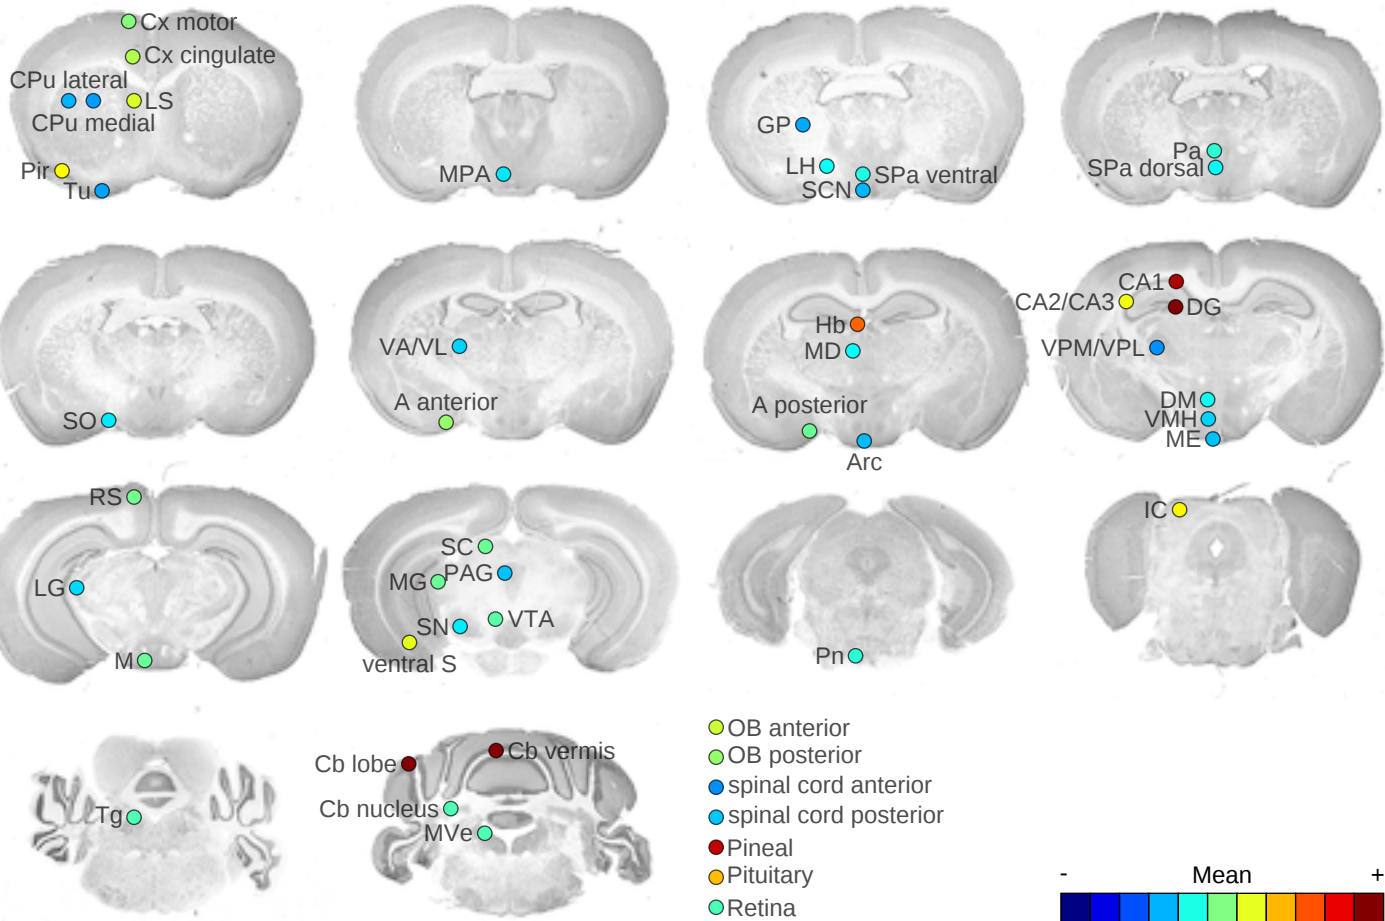 Cx motor
Cx cingulate
CPu lateral
LS
CPu medial
Pir
Tu
MPA
GP
LH
SPa ventral
SCN
Pa
SPa dorsal
SO
VA/VL
A anterior
Hb
MD
A posterior
Arc
CA1
CA2/CA3
DG
VPM/VPL
DM
VMH
ME
RS
LG
M
SC
MG
PAG
SN
VTA
ventral S
Pn
IC
Tg
Cb lobe
Cb vermis
Cb nucleus
MVe
OB anterior
OB posterior
spinal cord anterior
spinal cord posterior
Pineal
Pituitary
Retina
- Mean +